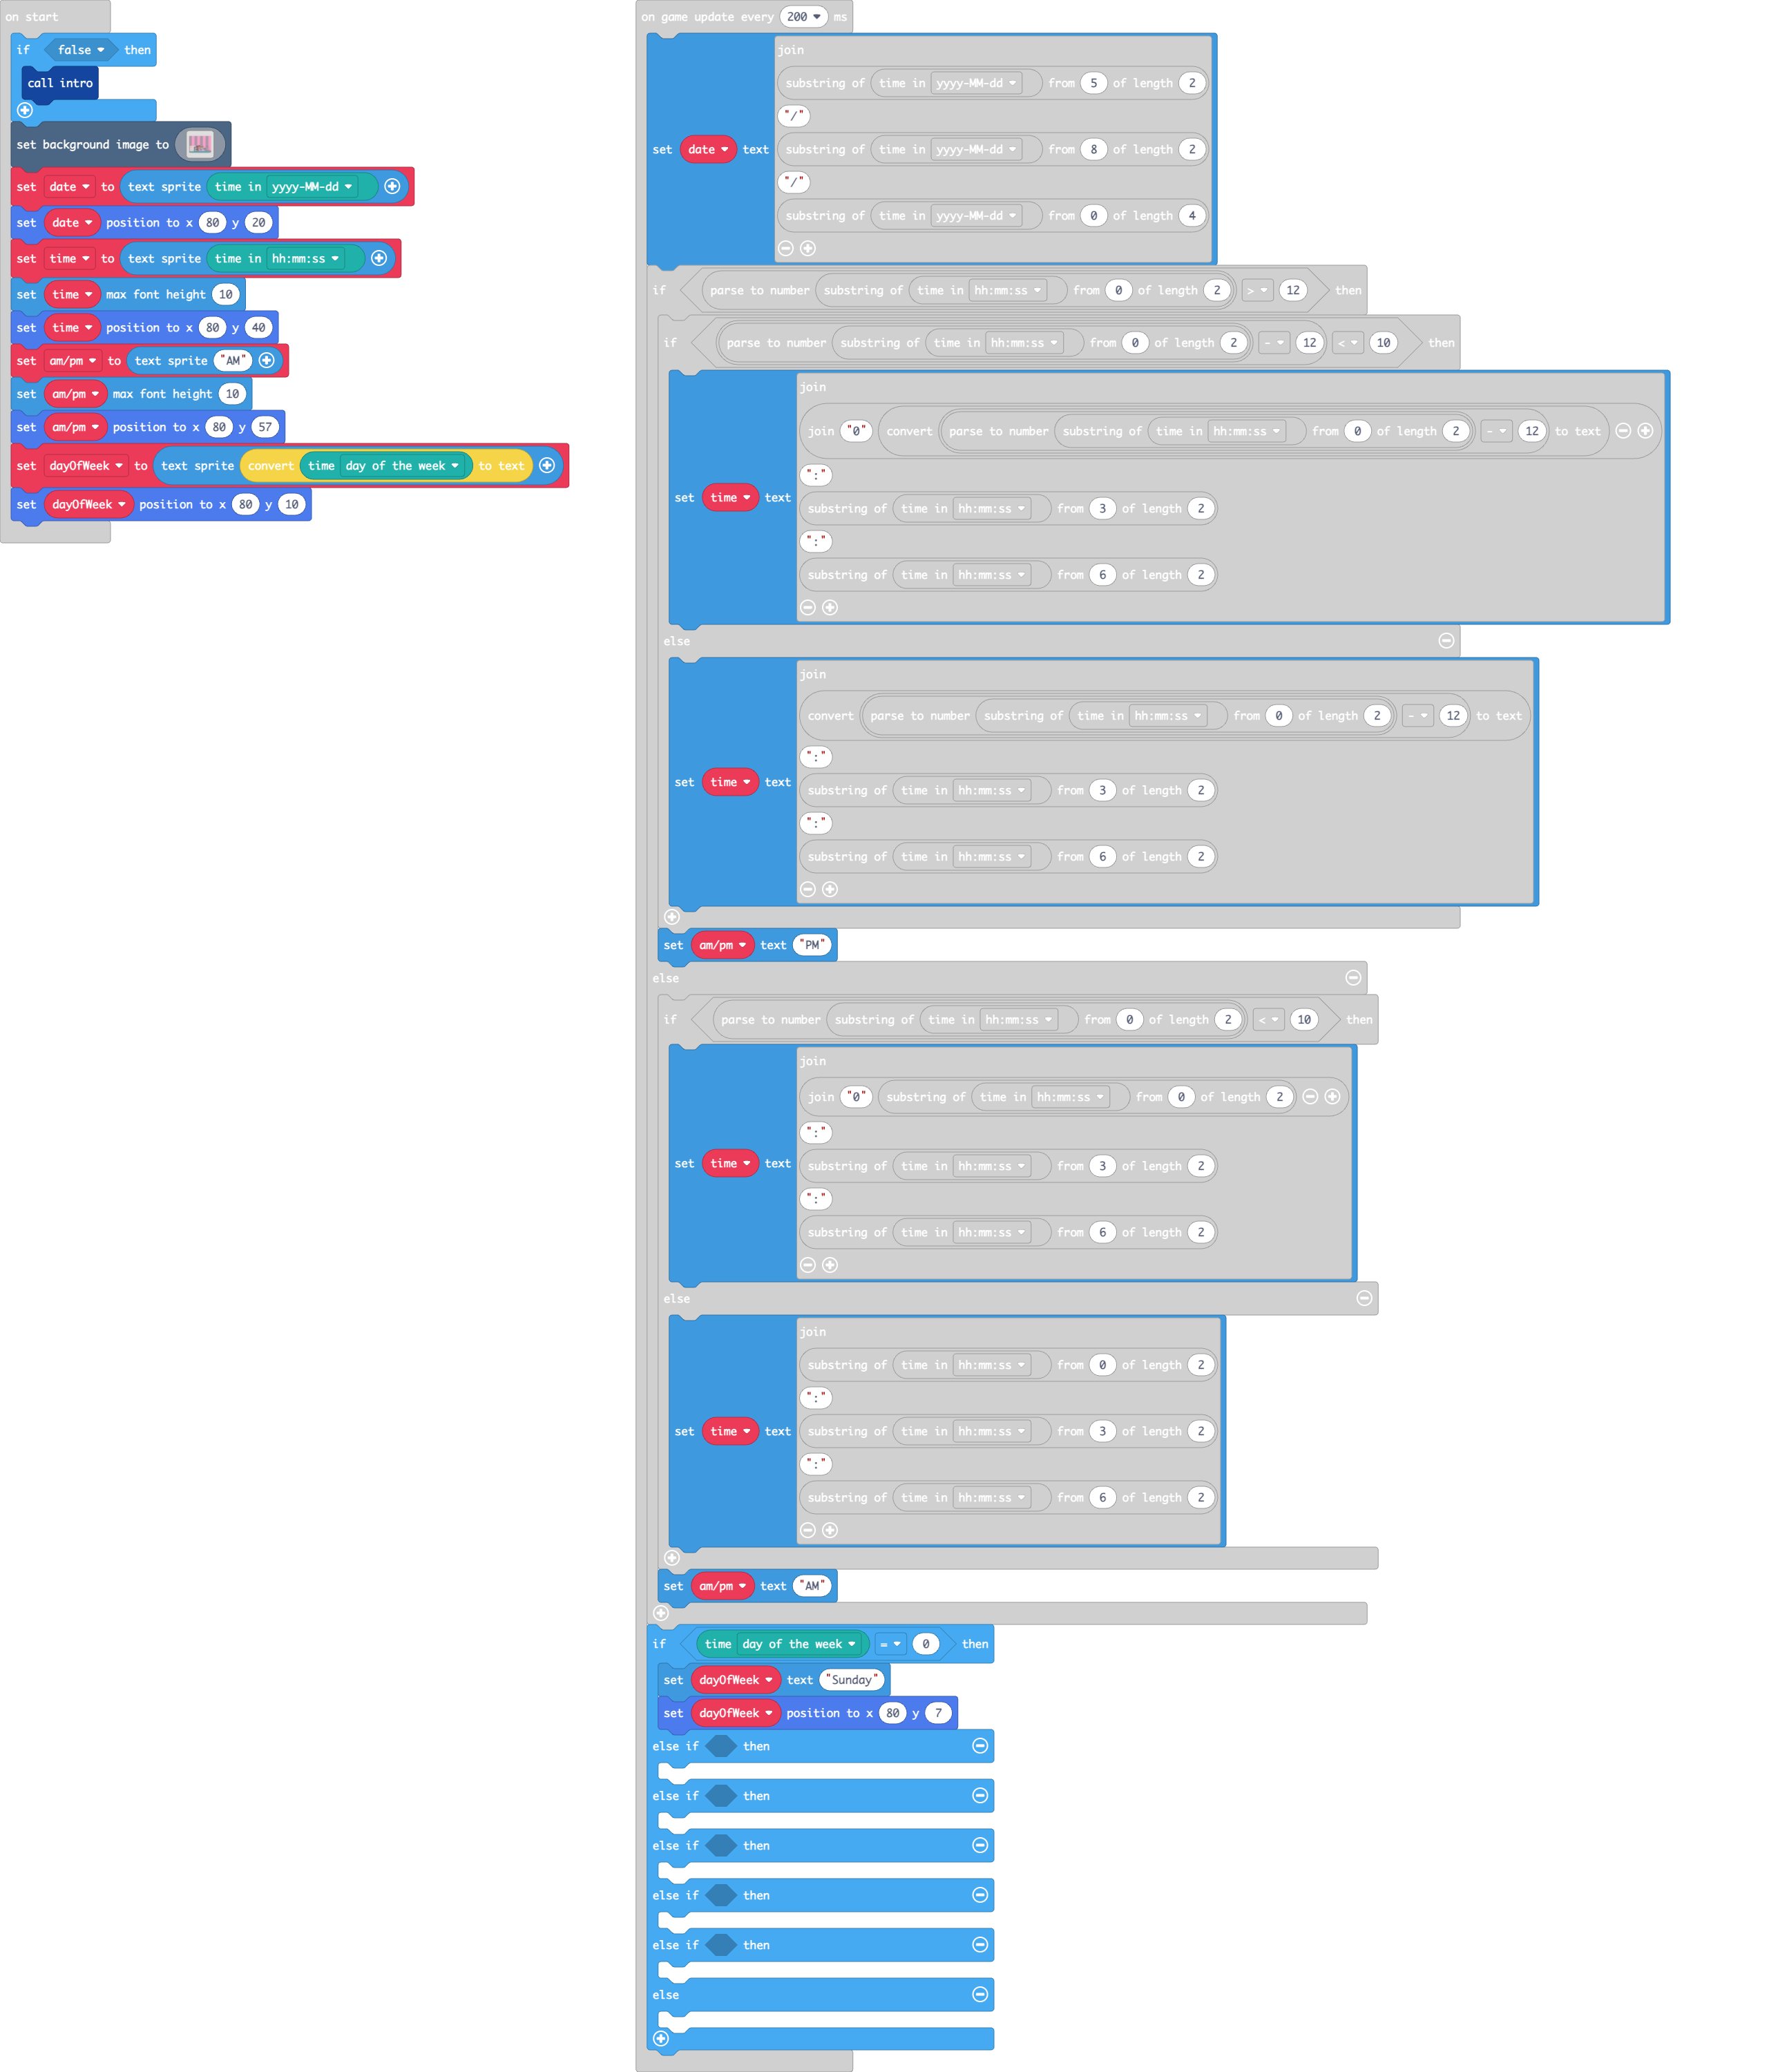 on start
if false then
call intro
set background image to
set date to text sprite time in yyyy-MM-dd
set date position to x 80 y 20
set time to text sprite time in hh:mm:ss
set time max font height 10
set time position to x 80 y 40
set am/pm to text sprite "AM"
set am/pm max font height 10
set am/pm position to x 80 y 57
set dayOfWeek to text sprite convert time day of the week to text
set dayOfWeek position to x 80 y 10
on game update every 200 ms
join
substring of time in yyyy-MM-dd from 5 of length 2
"/"
set date text substring of time in yyyy-MM-dd from 8 of length 2
"/"
substring of time in yyyy-MM-dd from 0 of length 4
if parse to number substring of time in hh:mm:ss from 0 of length 2 > 12 then
if parse to number substring of time in hh:mm:ss from 0 of length 2 - 12 < 10 then
join
join "0" convert parse to number substring of time in hh:mm:ss from 0 of length 2 - 12 to text
":"
set time text
substring of time in hh:mm:ss from 3 of length 2
":"
substring of time in hh:mm:ss from 6 of length 2
else
join
convert parse to number substring of time in hh:mm:ss from 0 of length 2 - 12 to text
":"
set time text
substring of time in hh:mm:ss from 3 of length 2
":"
substring of time in hh:mm:ss from 6 of length 2
set am/pm text "PM"
else
if parse to number substring of time in hh:mm:ss from 0 of length 2 < 10 then
join
join "0" substring of time in hh:mm:ss from 0 of length 2
":"
set time text substring of time in hh:mm:ss from 3 of length 2
":"
substring of time in hh:mm:ss from 6 of length 2
else
join
substring of time in hh:mm:ss from 0 of length 2
":"
set time text substring of time in hh:mm:ss from 3 of length 2
":"
substring of time in hh:mm:ss from 6 of length 2
set am/pm text "AM"
if time day of the week = 0 then
set dayOfWeek text "Sunday"
set dayOfWeek position to x 80 y 7
else if then
else if then
else if then
else if then
else if then
else